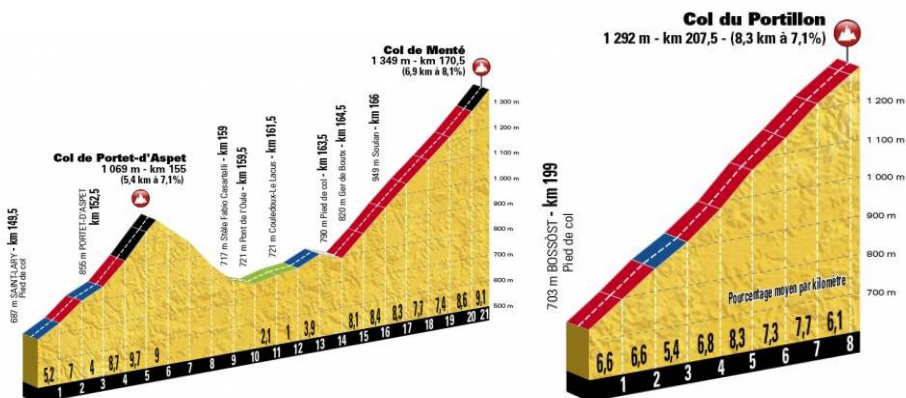 Col de Portet-d'Aspet
1 069 m - km 155
(5,4 km à 7,1%)
Col de Menté
1 349 m - km 170,5
(6,9 km à 8,1%)
687 m SAINT-LARY - km 149,5
Pied de col
855 m PORTET-D'ASPET
km 152,5
717 m Stèle Fabio Casartelli - km 159
721 m Pont de l'Oule - km 159,5
721 m Couledoux-Le Lacus - km 161,5
790 m Pied de col - km 163,5
820 m Ger de Boutx - km 164,5
949 m Soulan - km 166
1 300 m
1 200 m
1 100 m
1 000 m
900 m
800 m
700 m
600 m
500 m
5,2 7 4 8,7 9,7 9 2,1 1 3,9 8,1 8,4 8,3 7,7 7,4 8,6 9,1
1 2 3 4 5 6 7 8 9 10 11 12 13 14 15 16 17 18 19 20 21
Col du Portillon
1 292 m - km 207,5 - (8,3 km à 7,1%)
703 m BOSSÒST - km 199
Pied de col
1 200 m
1 100 m
1 000 m
900 m
800 m
700 m
Pourcentage moyen par kilomètre
6,6 6,6 5,4 6,8 8,3 7,3 7,7 6,1
1 2 3 4 5 6 7 8